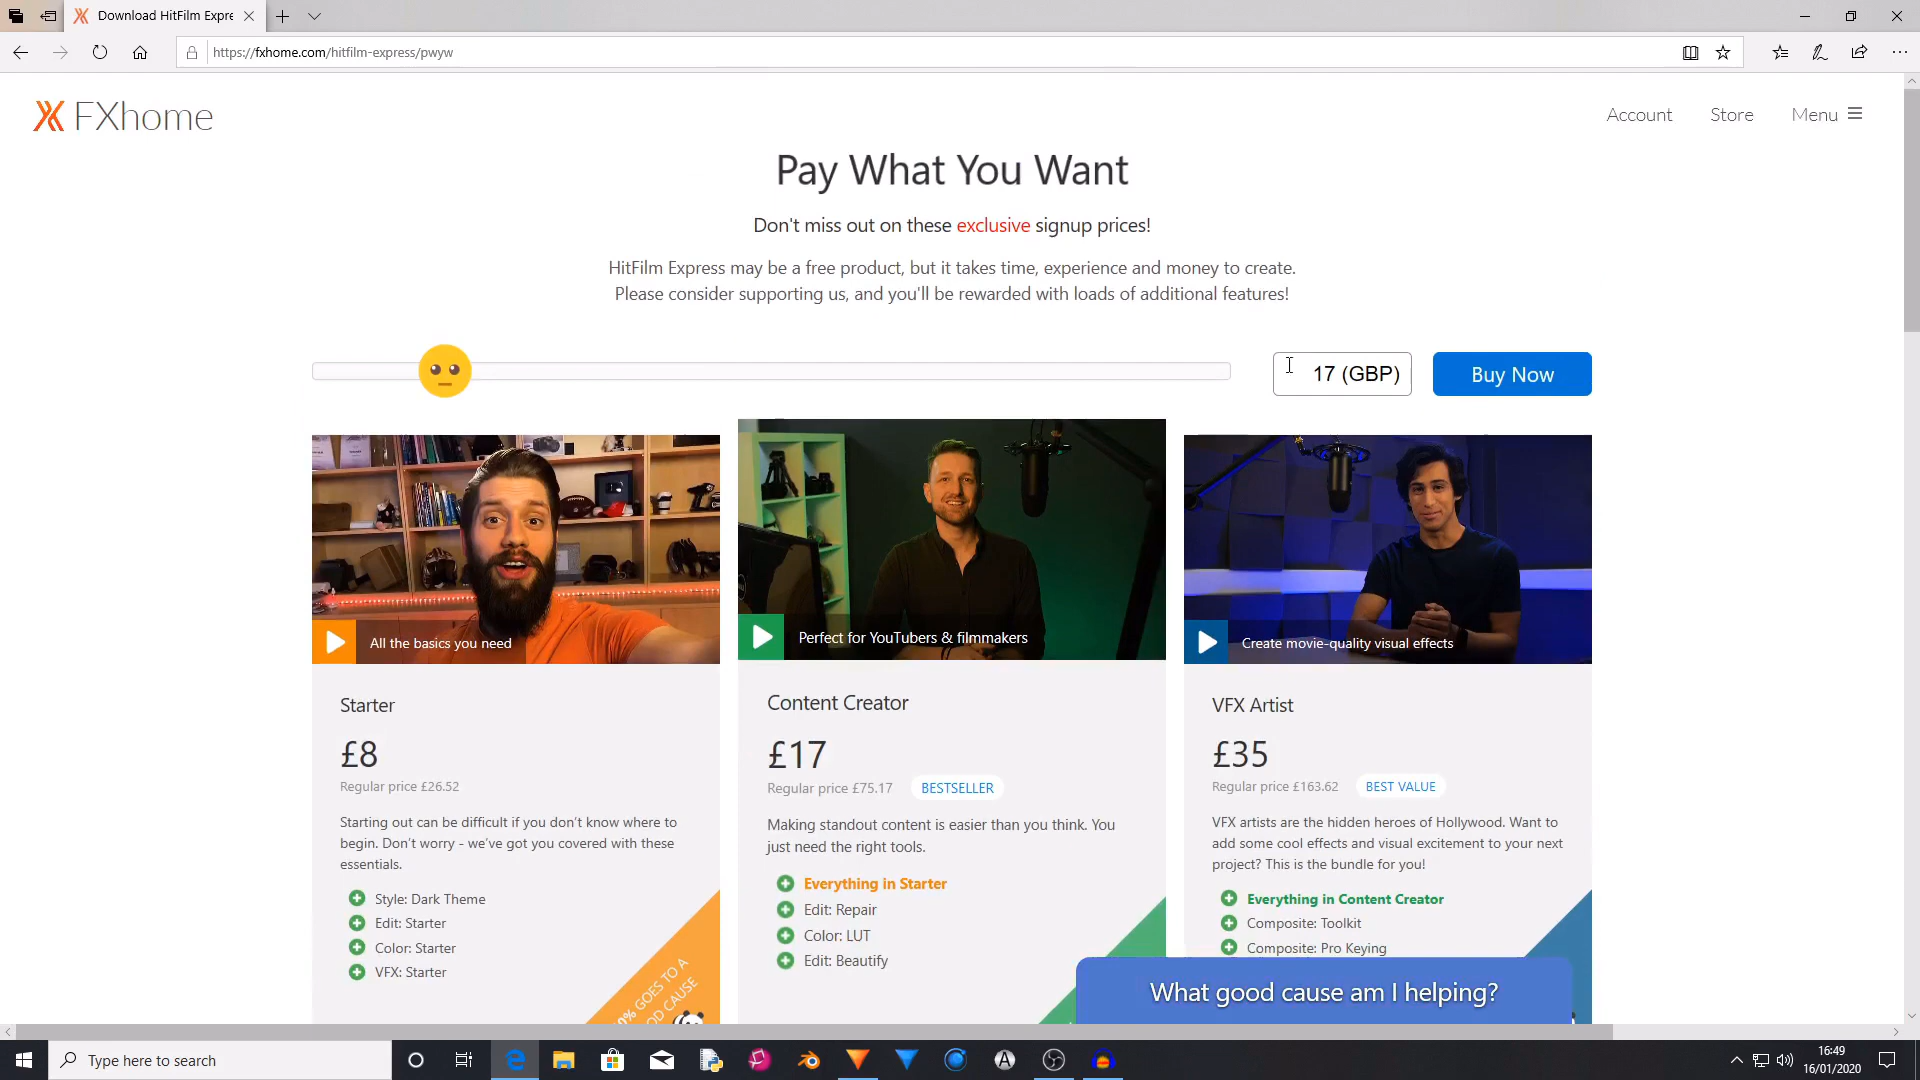 Download HitFilm Expre
https://fxhome.com/hitfilm-express/pwyw
FXhome
Account
Store
Menu
Pay What You Want
Don't miss out on these exclusive signup prices!
HitFilm Express may be a free product, but it takes time, experience and money to create.
Please consider supporting us, and you'll be rewarded with loads of additional features!
17 (GBP)
Buy Now
All the basics you need
Starter
£8
Regular price £26.52
Starting out can be difficult if you don't know where to
begin. Don't worry - we've got you covered with these
essentials.
Style: Dark Theme
Edit: Starter
Color: Starter
VFX: Starter
0% GOES TO A
OOD CAUSE
Perfect for YouTubers & filmmakers
Content Creator
£17
Regular price £75.17
BESTSELLER
Making standout content is easier than you think. You
just need the right tools.
Everything in Starter
Edit: Repair
Color: LUT
Edit: Beautify
Create movie-quality visual effects
VFX Artist
£35
Regular price £163.62
BEST VALUE
VFX artists are the hidden heroes of Hollywood. Want to
add some cool effects and visual excitement to your next
project? This is the bundle for you!
Everything in Content Creator
Composite: Toolkit
Composite: Pro Keying
What good cause am I helping?
Type here to search
16:49
16/01/2020